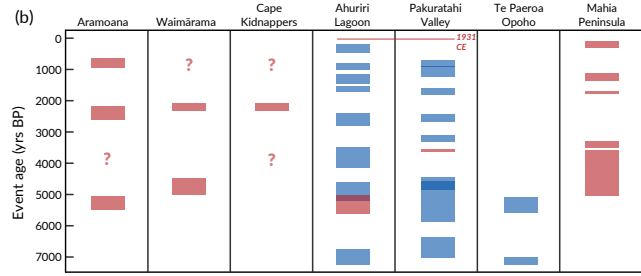 (b)
Aramoana
Waimārama
Cape
Kidnappers
Ahuriri
Lagoon
Pakuratahi
Valley
Te Paeroa
Opoho
Mahia
Peninsula
Event age (yrs BP)
0
1000
2000
3000
4000
5000
6000
7000
?
?
?
?
?
1931
CE